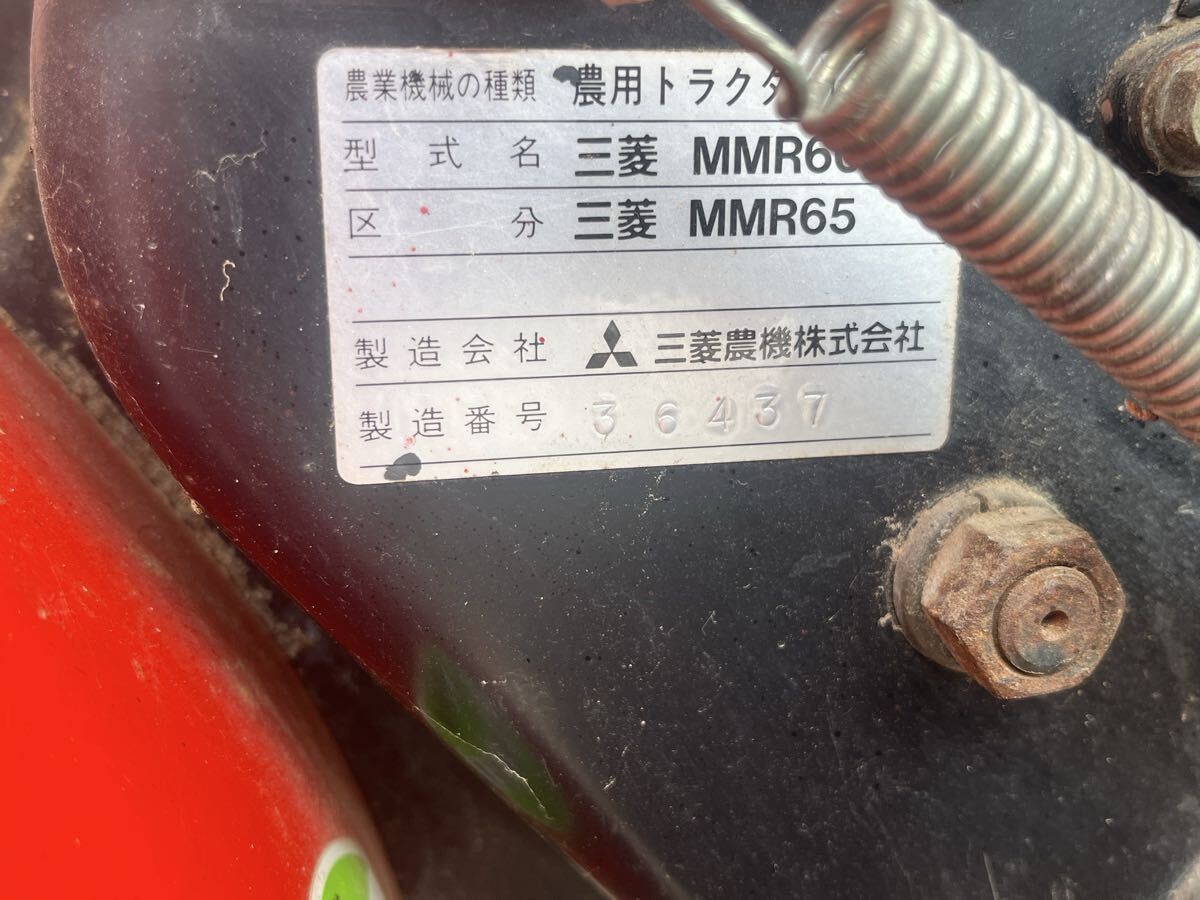 農業機械の種類 農用トラクタ
型式名 三菱 MMR60
区分 三菱 MMR65
製造会社 三菱農機株式会社
製造番号 36437